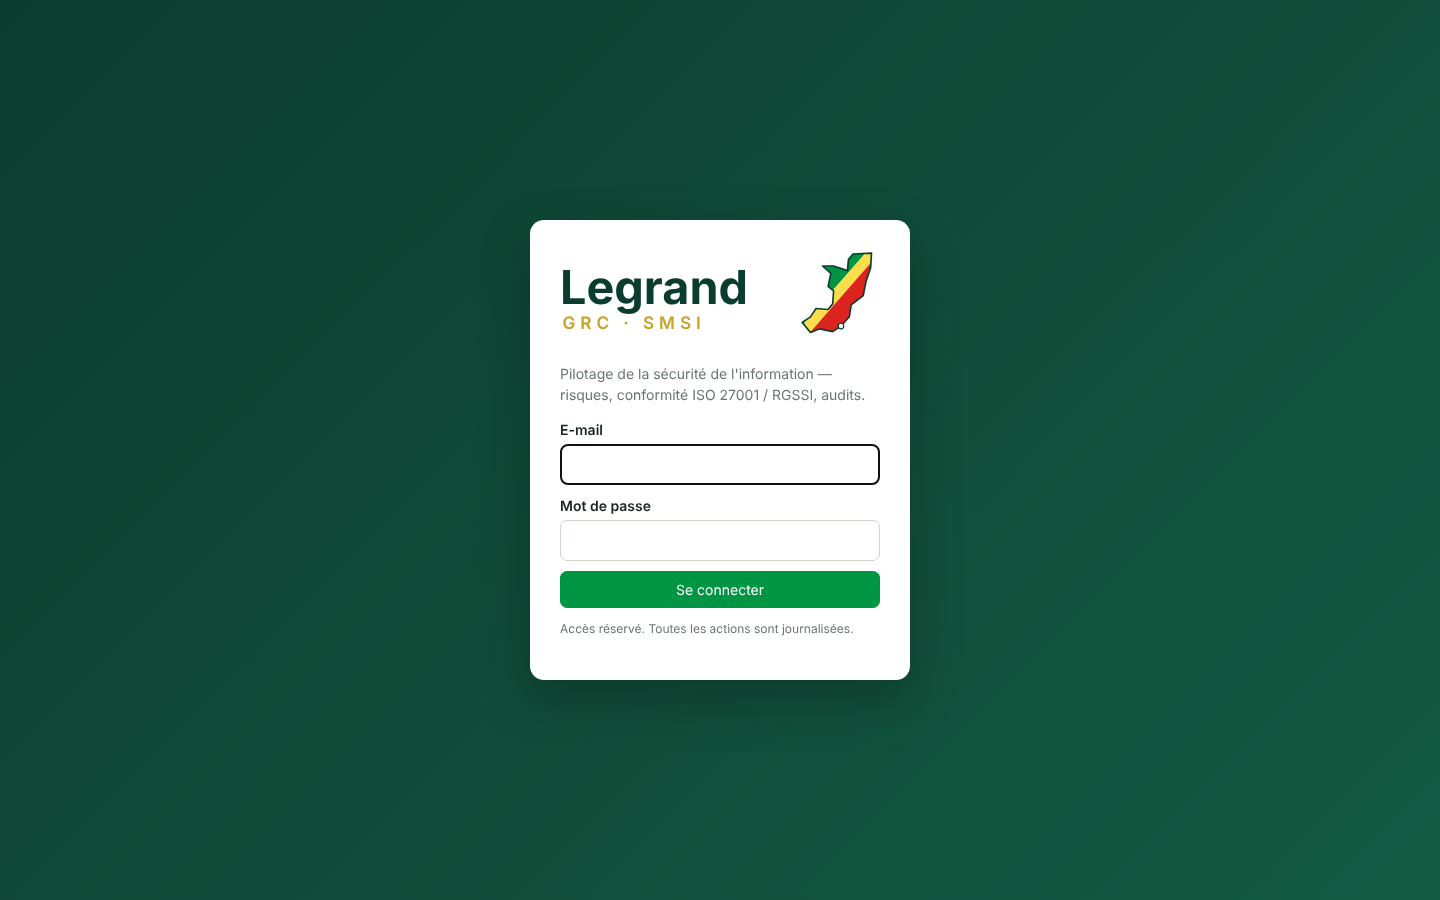 Legrand
GRC · SMSI
Pilotage de la sécurité de l'information —
risques, conformité ISO 27001 / RGSSI, audits.
E-mail
Mot de passe
Se connecter
Accès réservé. Toutes les actions sont journalisées.